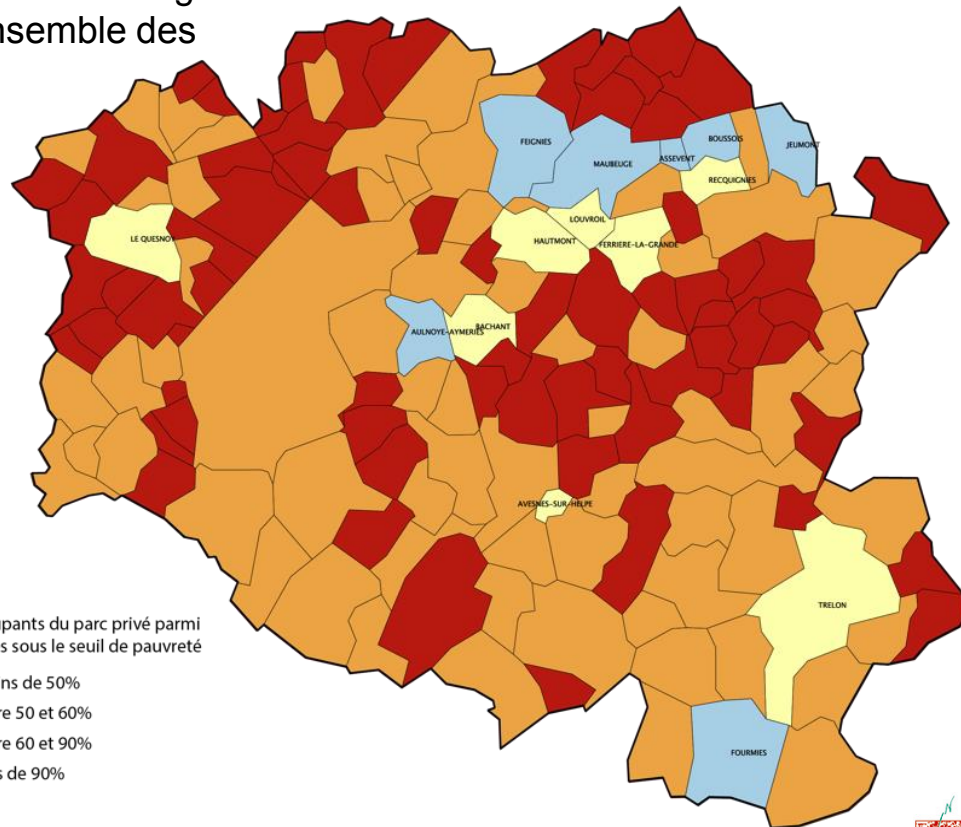 nsemble des
FEIGNIES
BOUSSOIS
JEUMONT
MAUBEUGE
ASSEVENT
RECQUIGNIES
LOUVROIL
LE QUESNOY
HAUTMONT
FERRIERE-LA-GRANDE
AULNOYE-AYMERIES
BACHANT
AVESNES-SUR-HELPE
TRELON
upants du parc privé parmi
s sous le seuil de pauvreté
ns de 50%
re 50 et 60%
re 60 et 90%
s de 90%
FOURMIES
N